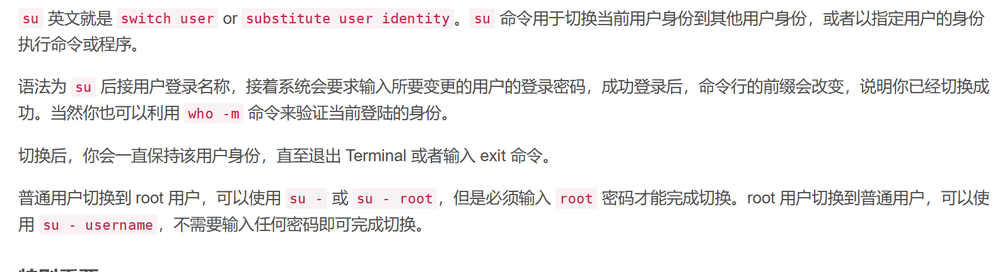 su 英文就是 switch user or substitute user identity。su 命令用于切换当前用户身份到其他用户身份，或者以指定用户的身份
执行命令或程序。
语法为 su 后接用户登录名称，接着系统会要求输入所要变更的用户的登录密码，成功登录后，命令行的前缀会改变，说明你已经切换成
功。当然你也可以利用 who -m 命令来验证当前登陆的身份。
切换后，你会一直保持该用户身份，直至退出 Terminal 或者输入 exit 命令。
普通用户切换到 root 用户，可以使用 su - 或 su - root，但是必须输入 root 密码才能完成切换。root 用户切换到普通用户，可以使
用 su - username，不需要输入任何密码即可完成切换。